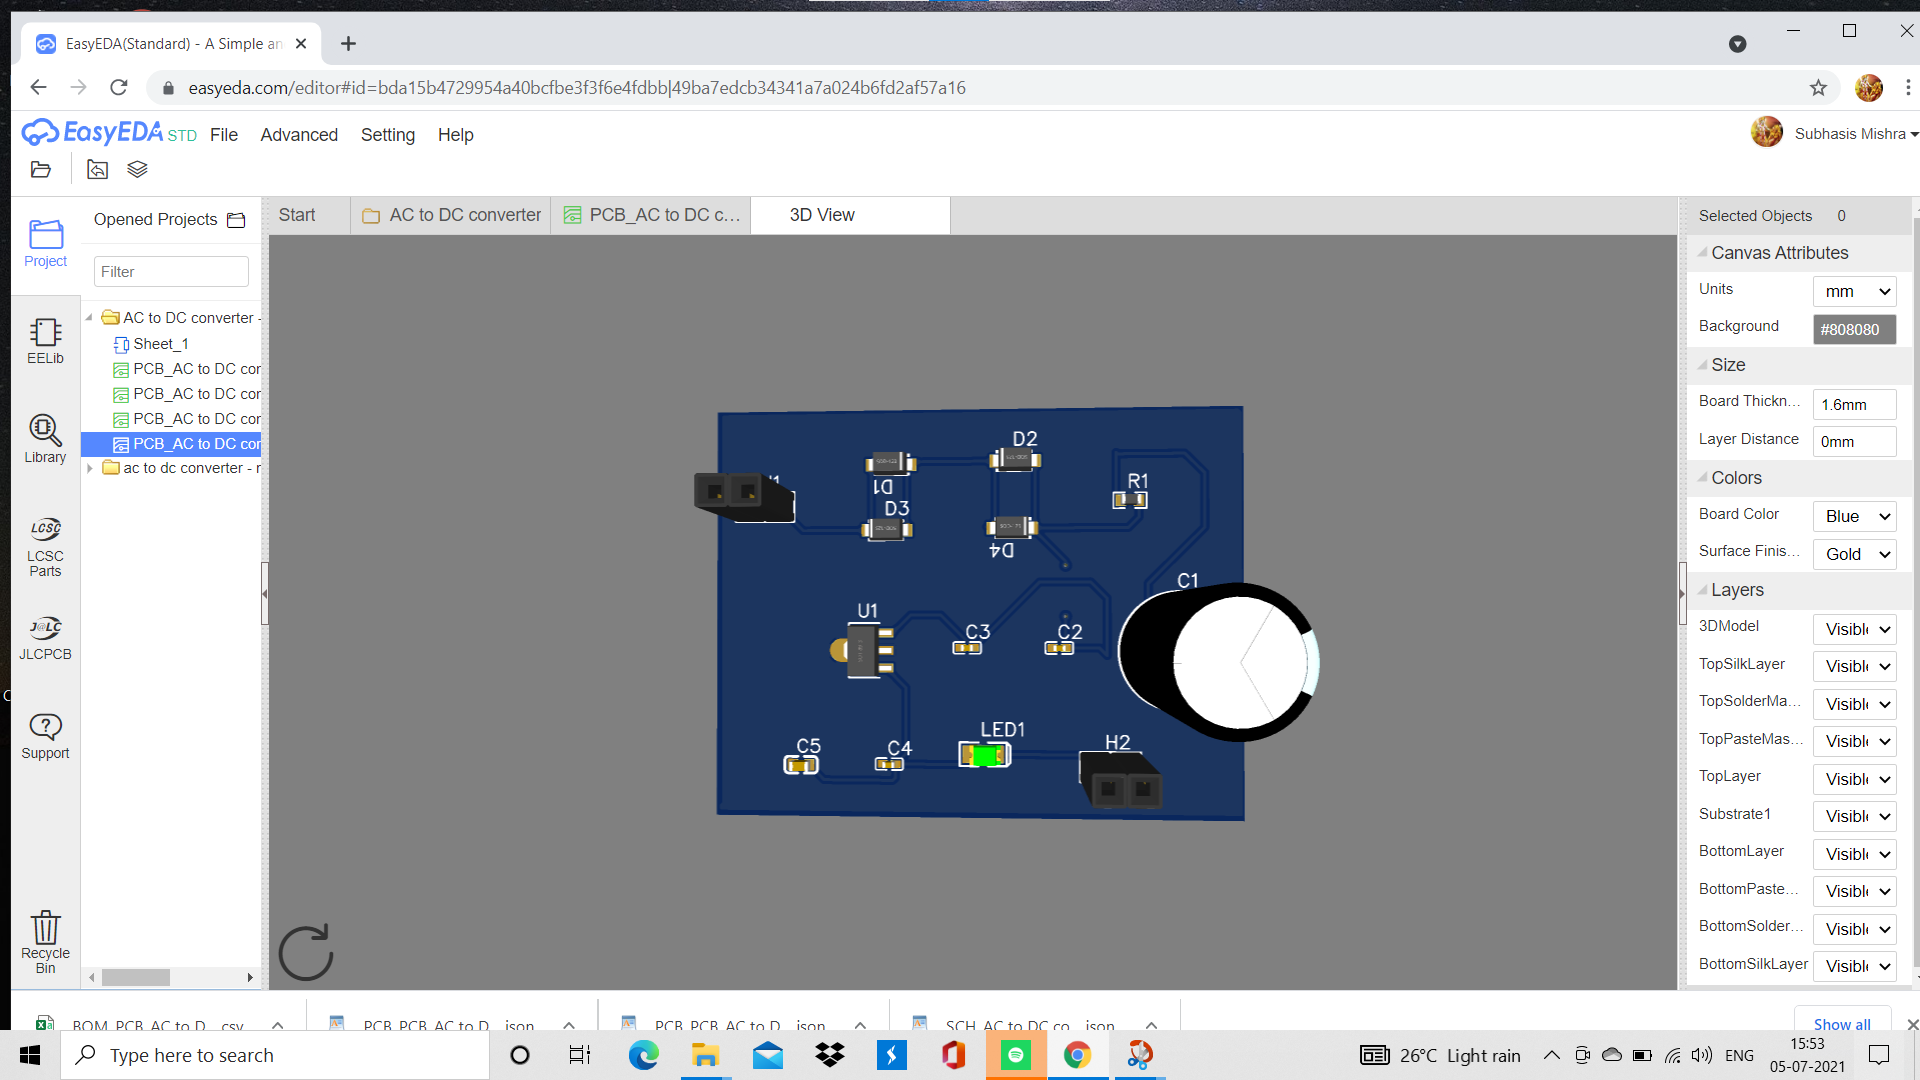 EasyEDA(Standard) - A Simple an
easyeda.com/editor#id=bda15b4729954a40bcfbe3f3f6e4fdbb|49ba7edcb34341a7a024b6fd2af57a16
EasyEDA STD File Advanced Setting Help
Subhasis Mishra
Project
EELib
Library
LCSC
LCSC
Parts
J@LC
JLCPCB
Support
Recycle
Bin
Opened Projects
Filter
AC to DC converter -
Sheet_1
PCB_AC to DC cor
PCB_AC to DC cor
PCB_AC to DC cor
PCB_AC to DC cor
ac to dc converter - r
Start AC to DC converter PCB_AC to DC c... 3D View
D2
D1
D3
R1
D4
C1
U1
C3
C2
LED1
C5
C4
H2
Selected Objects 0
Canvas Attributes
Units mm
Background #808080
Size
Board Thickn... 1.6mm
Layer Distance 0mm
Colors
Board Color Blue
Surface Finis... Gold
Layers
3DModel Visibl
TopSilkLayer Visibl
TopSolderMa... Visibl
TopPasteMas... Visibl
TopLayer Visibl
Substrate1 Visibl
BottomLayer Visibl
BottomPaste... Visibl
BottomSolder... Visibl
BottomSilkLayer Visibl
BOM_PCB_AC to D....csv
PCB_PCB_AC to D....json
PCB_PCB_AC to D....json
SCH_AC to DC co....json
Show all
Type here to search
26°C Light rain
ENG
15:53
05-07-2021